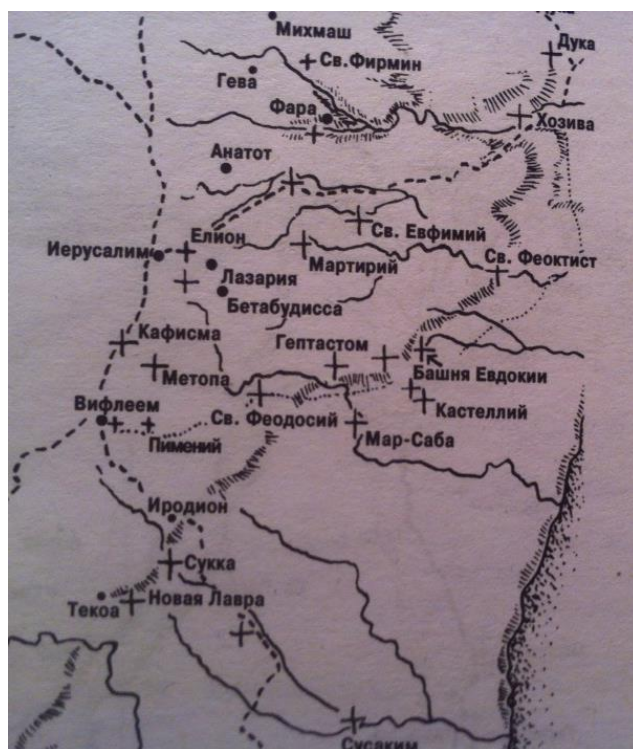 Михмаш
Дука
Св.Фирмин
Гева
Фара
Хозива
Анатот
Елион
Св. Евфимий
Иерусалим
Мартирий
Св. Феоктист
Лазария
Бетабудисса
Кафисма
Гептастом
Метопа
Башня Евдокии
Вифлеем
Св. Феодосий
Кастеллий
Пимений
Мар-Саба
Иродион
Сукка
Текоа
Новая Лавра
Сусаким